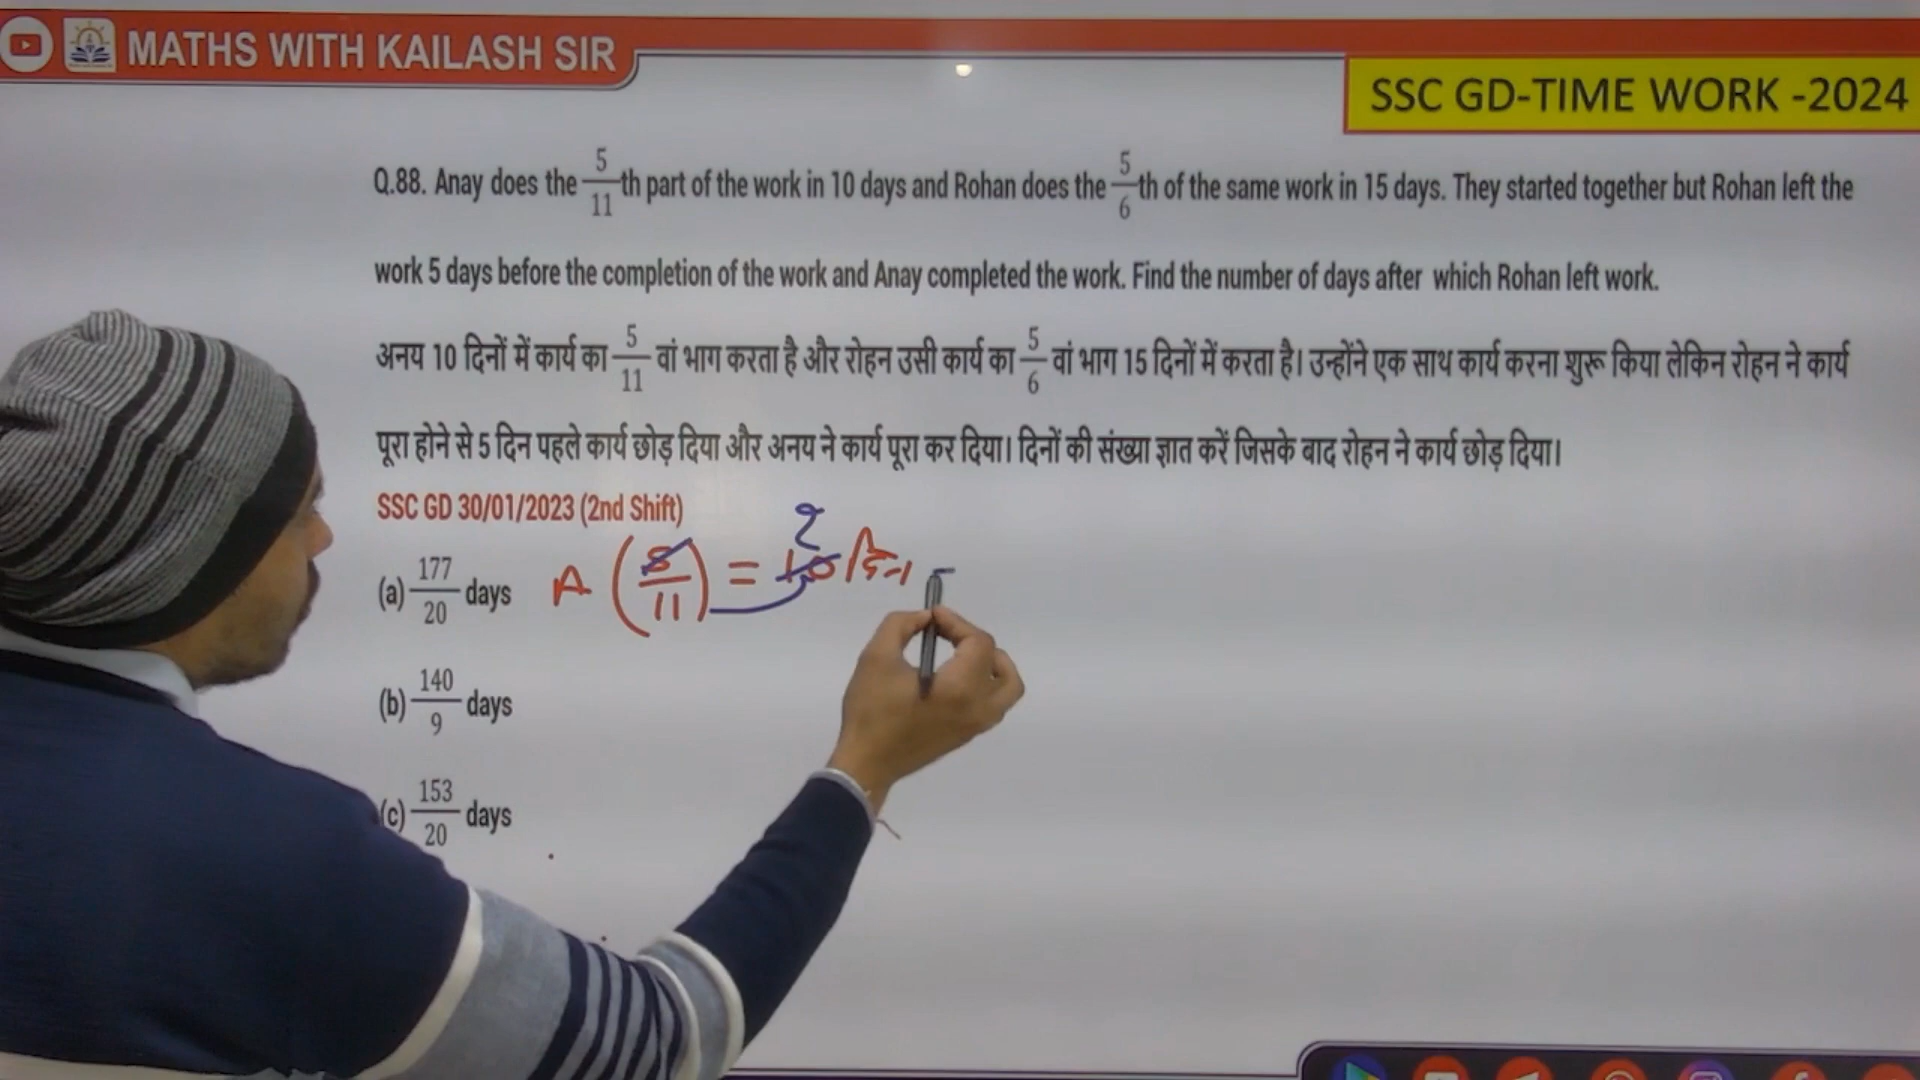 MATHS WITH KAILASH SIR
SSC GD-TIME WORK -2024
Q.88. Anay does the 5/11 th part of the work in 10 days and Rohan does the 5/6 th of the same work in 15 days. They started together but Rohan left the
work 5 days before the completion of the work and Anay completed the work. Find the number of days after which Rohan left work.
अनय 10 दिनों में कार्य का 5/11 वां भाग करता है और रोहन उसी कार्य का 5/6 वां भाग 15 दिनों में करता है। उन्होंने एक साथ कार्य करना शुरू किया लेकिन रोहन ने कार्य
पूरा होने से 5 दिन पहले कार्य छोड़ दिया और अनय ने कार्य पूरा कर दिया। दिनों की संख्या ज्ञात करें जिसके बाद रोहन ने कार्य छोड़ दिया।
SSC GD 30/01/2023 (2nd Shift)
2
(a) 177/20 days
A (5/11) = 10 दिन
(b) 140/9 days
(c) 153/20 days